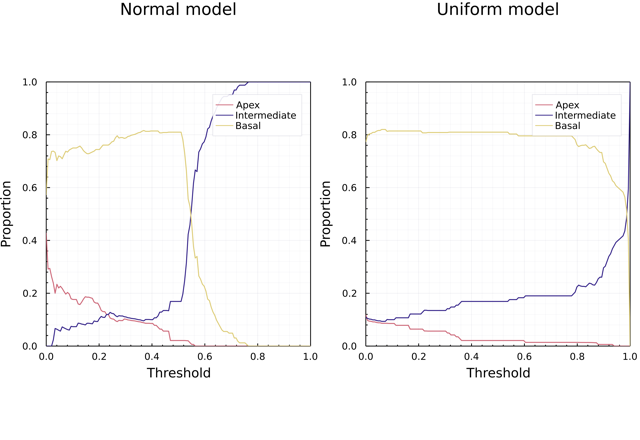 Normal model
Uniform model
Proportion
1.0
0.8
0.6
0.4
0.2
0.0
0.0 0.2 0.4 0.6 0.8 1.0
Threshold
Apex
Intermediate
Basal
Proportion
1.0
0.8
0.6
0.4
0.2
0.0
0.0 0.2 0.4 0.6 0.8 1.0
Threshold
Apex
Intermediate
Basal